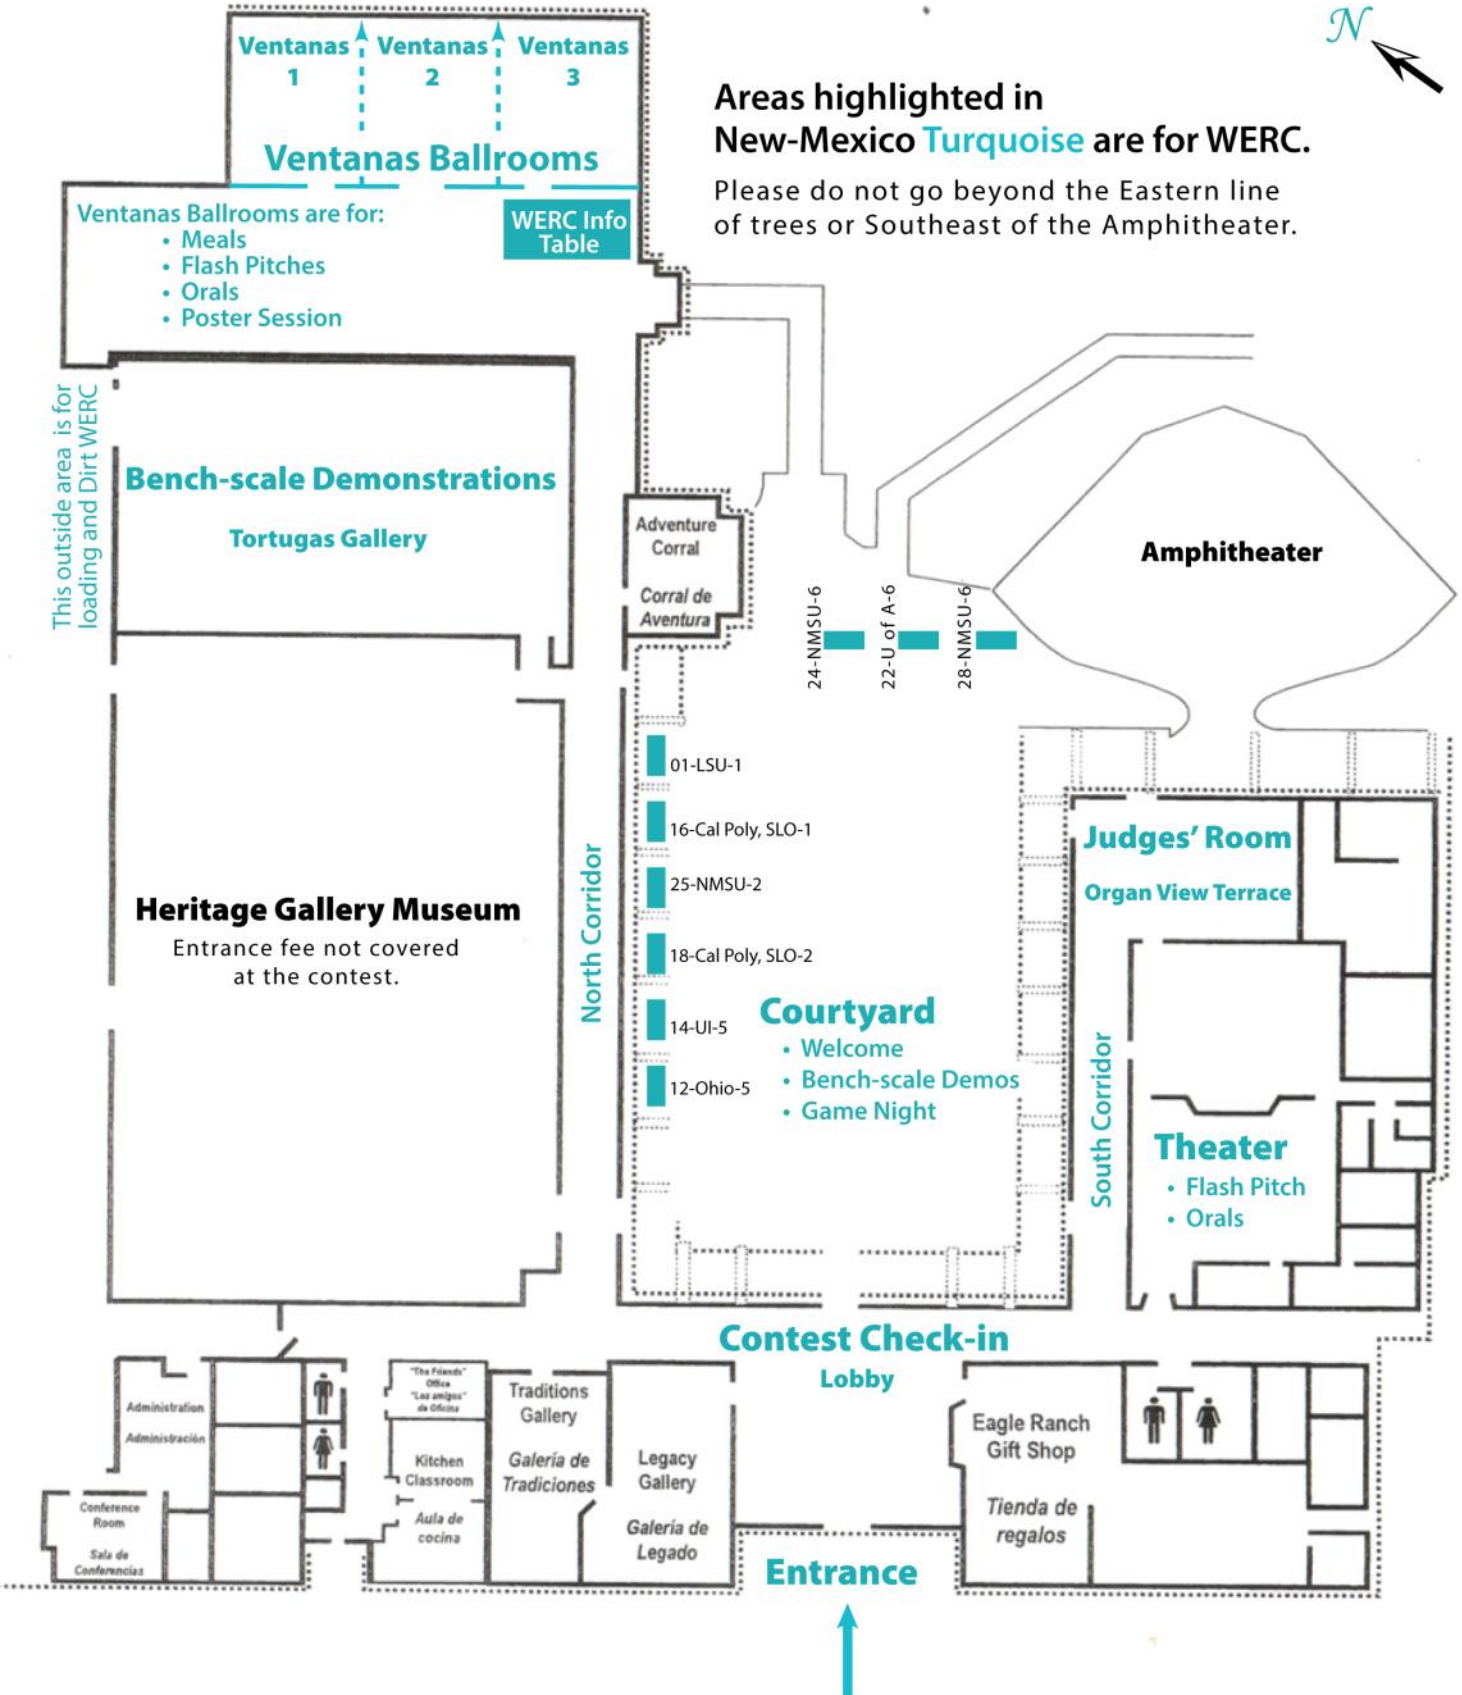 N
Ventanas
1
Ventanas
2
Ventanas
3
Ventanas Ballrooms
Areas highlighted in
New-Mexico Turquoise are for WERC.
Please do not go beyond the Eastern line
of trees or Southeast of the Amphitheater.
Ventanas Ballrooms are for:
• Meals
• Flash Pitches
• Orals
• Poster Session
WERC Info
Table
This outside area is for
loading and Dirt WERC
Bench-scale Demonstrations
Tortugas Gallery
Adventure
Corral
Corral de
Aventura
Amphitheater
24-NMSU-6
22-U of A-6
28-NMSU-6
01-LSU-1
16-Cal Poly, SLO-1
25-NMSU-2
18-Cal Poly, SLO-2
14-UI-5
12-Ohio-5
Judges’ Room
Organ View Terrace
Heritage Gallery Museum
Entrance fee not covered
at the contest.
North Corridor
Courtyard
• Welcome
• Bench-scale Demos
• Game Night
South Corridor
Theater
• Flash Pitch
• Orals
Contest Check-in
Lobby
Administration
Administración
Conference
Room
Sala de
Conferencias
"The Friends"
Office
"Los amigos"
de Oficina
Kitchen
Classroom
Aula de
cocina
Traditions
Gallery
Galería de
Tradiciones
Legacy
Gallery
Galería de
Legado
Eagle Ranch
Gift Shop
Tienda de
regalos
Entrance